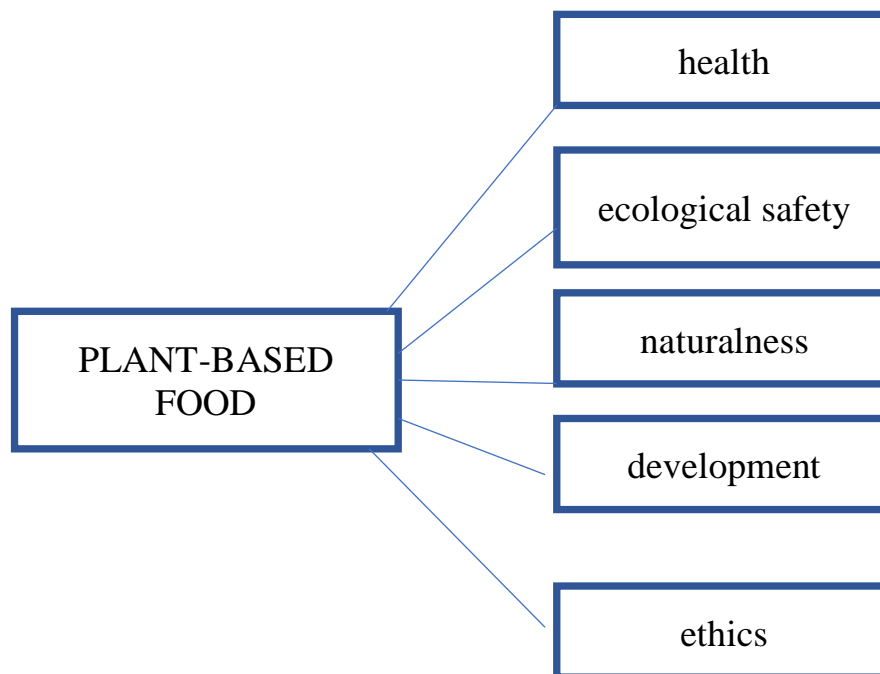 health
ecological safety
naturalness
PLANT-BASED
FOOD
development
ethics